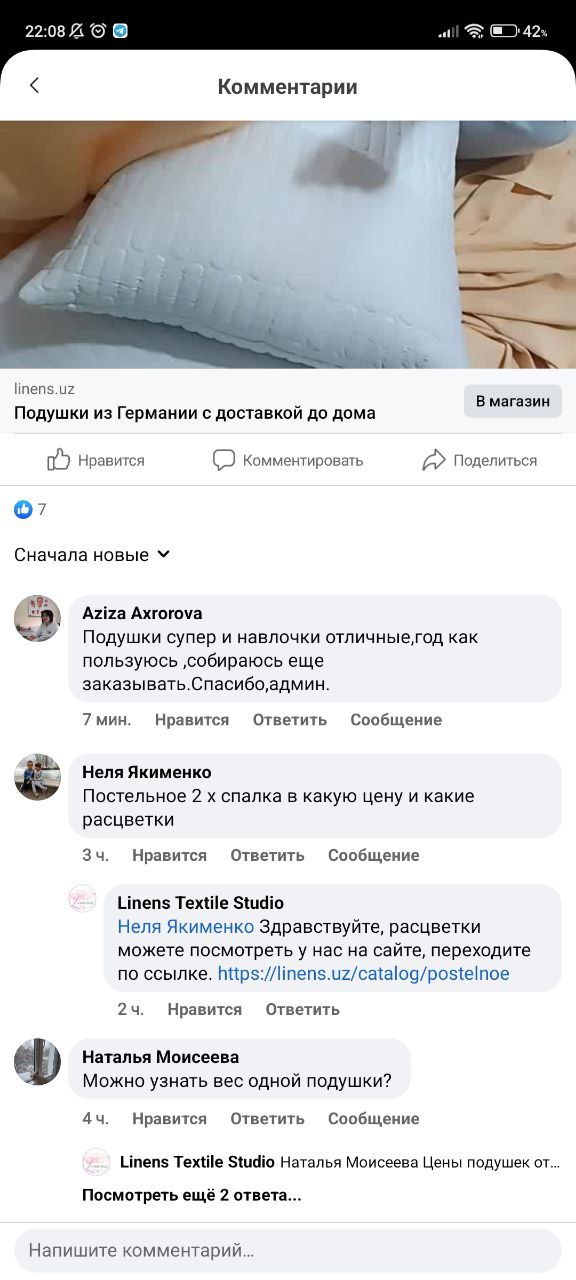 22:08 42%
Комментарии
linens.uz
Подушки из Германии с доставкой до дома
В магазин
Нравится Комментировать Поделиться
7
Сначала новые
Aziza Axrorova
Подушки супер и навлочки отличные,год как
пользуюсь ,собираюсь еще
заказывать.Спасибо,админ.
7 мин. Нравится Ответить Сообщение
Неля Якименко
Постельное 2 х спалка в какую цену и какие
расцветки
3 ч. Нравится Ответить Сообщение
Linens Textile Studio
Неля Якименко Здравствуйте, расцветки
можете посмотреть у нас на сайте, переходите
по ссылке. https://linens.uz/catalog/postelnoe
2 ч. Нравится Ответить
Наталья Моисеева
Можно узнать вес одной подушки?
4 ч. Нравится Ответить Сообщение
Linens Textile Studio Наталья Моисеева Цены подушек от...
Посмотреть ещё 2 ответа...
Напишите комментарий...